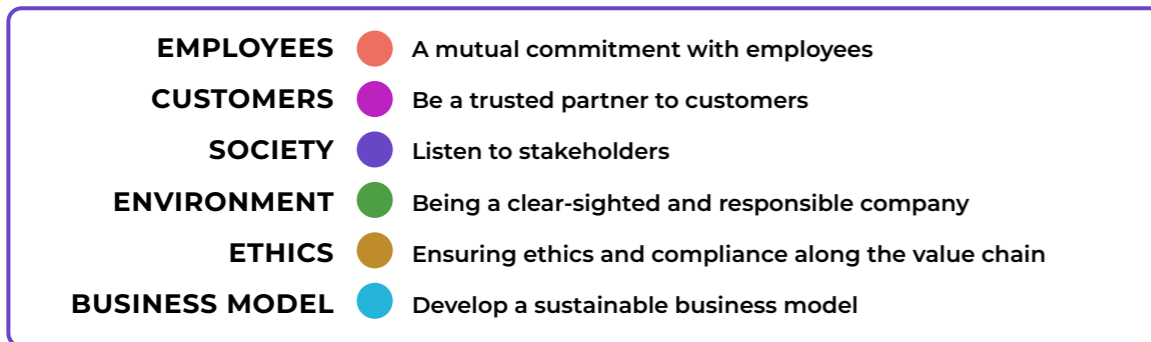 EMPLOYEES A mutual commitment with employees
CUSTOMERS Be a trusted partner to customers
SOCIETY Listen to stakeholders
ENVIRONMENT Being a clear-sighted and responsible company
ETHICS Ensuring ethics and compliance along the value chain
BUSINESS MODEL Develop a sustainable business model